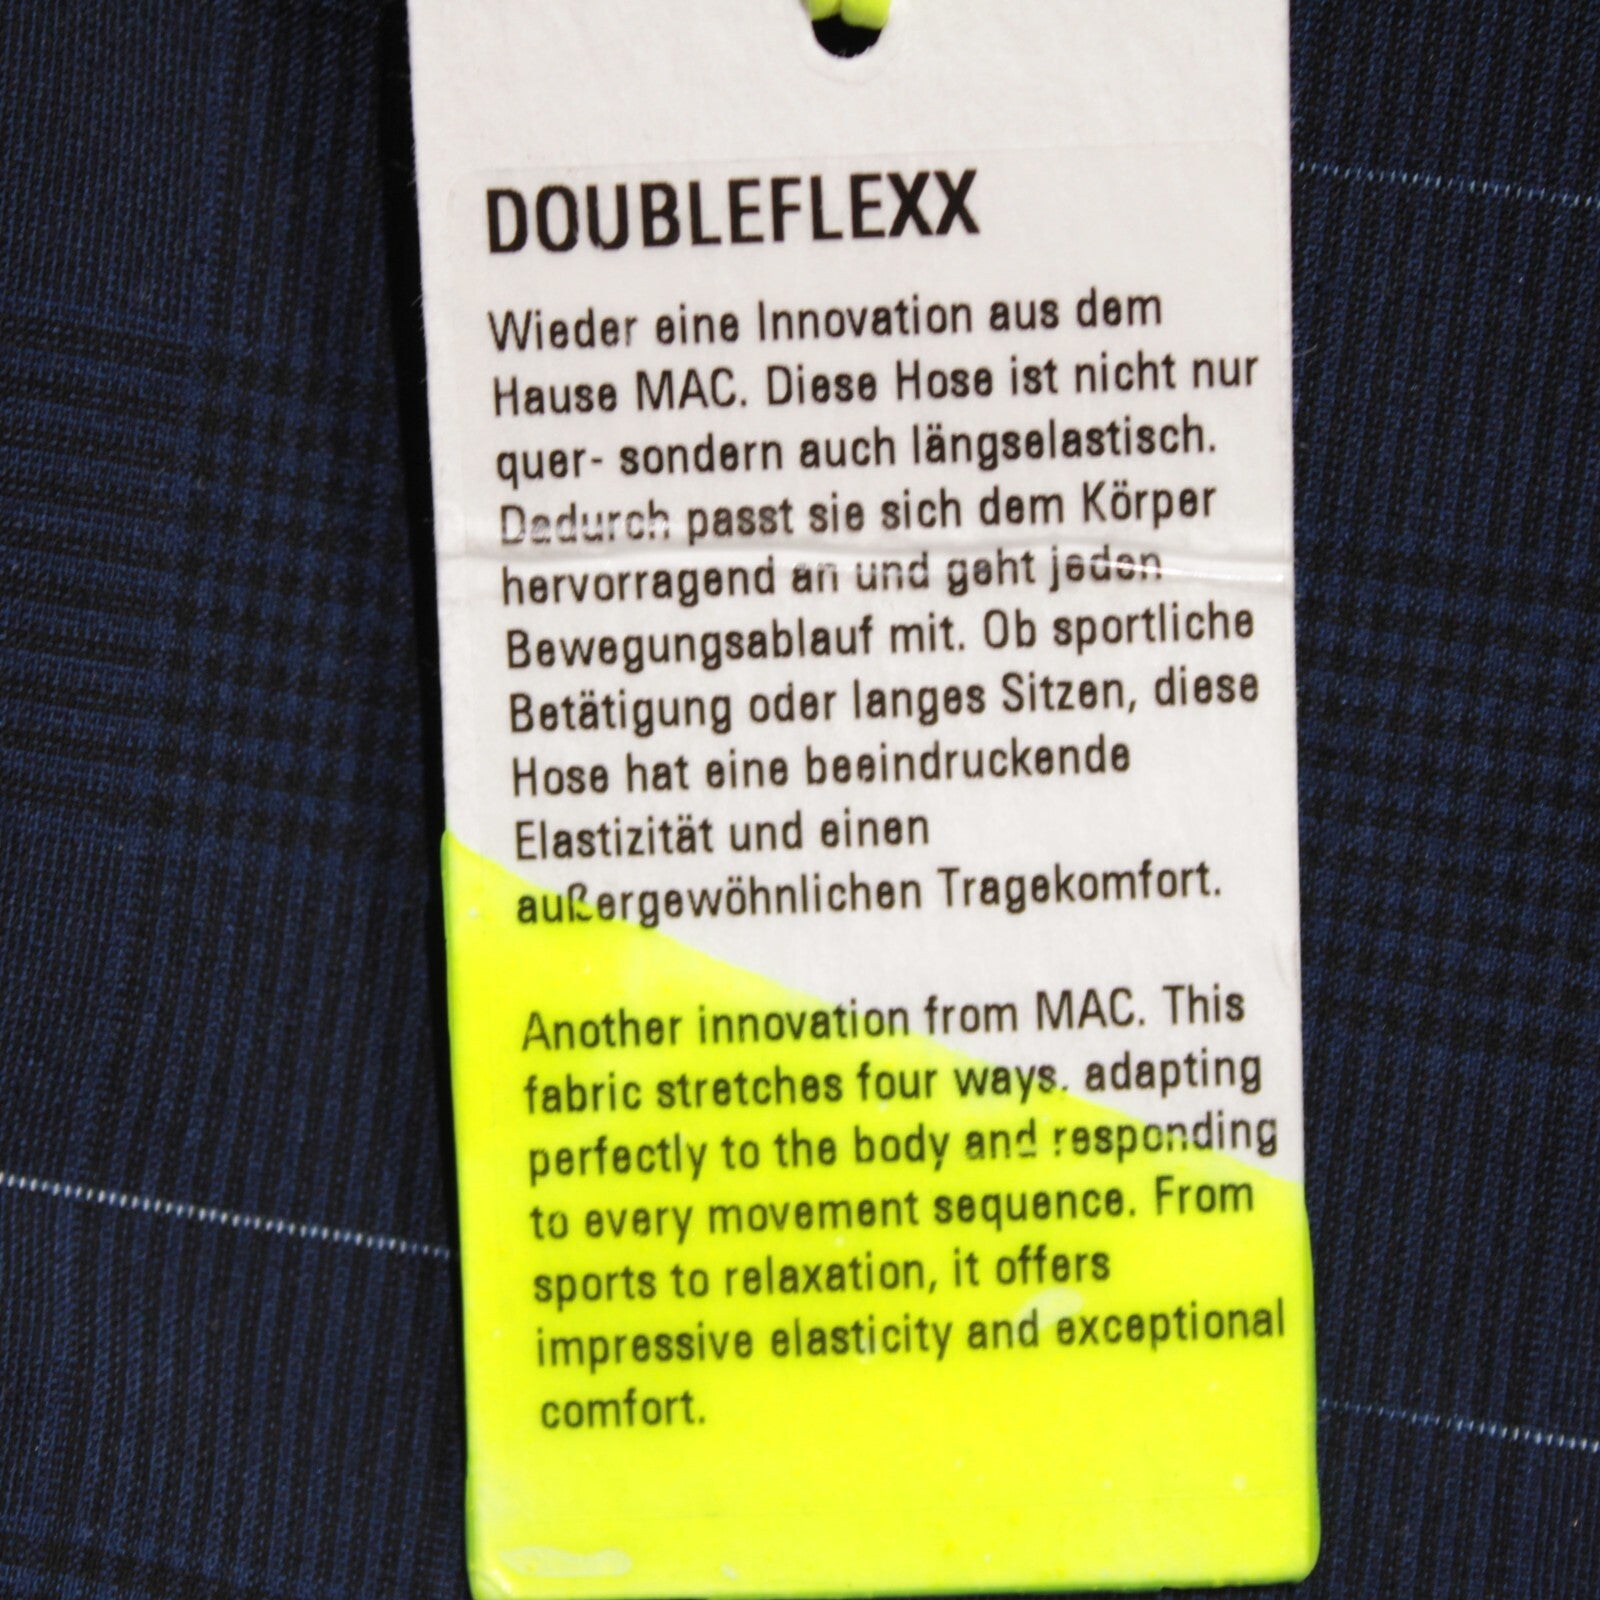 DOUBLEFLEXX
Wieder eine Innovation aus dem
Hause MAC. Diese Hose ist nicht nur
quer- sondern auch längselastisch.
Dadurch passt sie sich dem Körper
hervorragend an und geht jeden
Bewegungsablauf mit. Ob sportliche
Betätigung oder langes Sitzen, diese
Hose hat eine beeindruckende
Elastizität und einen
außergewöhnlichen Tragekomfort.
Another innovation from MAC. This
fabric stretches four ways. adapting
perfectly to the body and responding
to every movement sequence. From
sports to relaxation, it offers
impressive elasticity and exceptional
comfort.